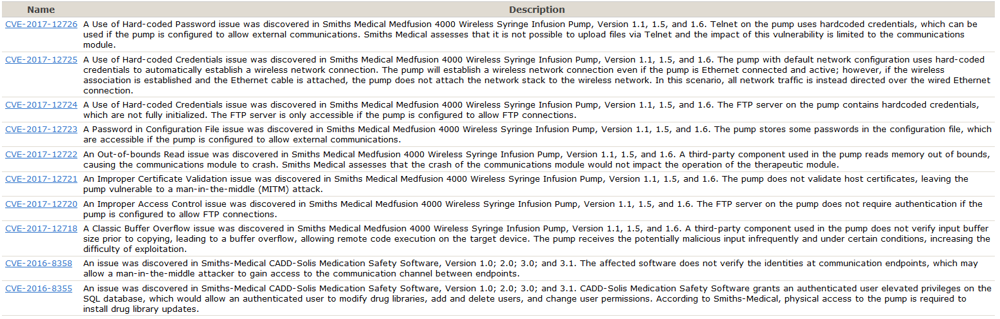 Name Description
CVE-2017-12726 A Use of Hard-coded Password issue was discovered in Smiths Medical Medfusion 4000 Wireless Syringe Infusion Pump, Version 1.1, 1.5, and 1.6. Telnet on the pump uses hardcoded credentials, which can be
used if the pump is configured to allow external communications. Smiths Medical assesses that it is not possible to upload files via Telnet and the impact of this vulnerability is limited to the communications
module.
CVE-2017-12725 A Use of Hard-coded Credentials issue was discovered in Smiths Medical Medfusion 4000 Wireless Syringe Infusion Pump, Version 1.1, 1.5, and 1.6. The pump with default network configuration uses hard-coded
credentials to automatically establish a wireless network connection. The pump will establish a wireless network connection even if the pump is Ethernet connected and active; however, if the wireless
association is established and the Ethernet cable is attached, the pump does not attach the network stack to the wireless network. In this scenario, all network traffic is instead directed over the wired Ethernet
connection.
CVE-2017-12724 A Use of Hard-coded Credentials issue was discovered in Smiths Medical Medfusion 4000 Wireless Syringe Infusion Pump, Version 1.1, 1.5, and 1.6. The FTP server on the pump contains hardcoded credentials,
which are not fully initialized. The FTP server is only accessible if the pump is configured to allow FTP connections.
CVE-2017-12723 A Password in Configuration File issue was discovered in Smiths Medical Medfusion 4000 Wireless Syringe Infusion Pump, Version 1.1, 1.5, and 1.6. The pump stores some passwords in the configuration file, which
are accessible if the pump is configured to allow external communications.
CVE-2017-12722 An Out-of-bounds Read issue was discovered in Smiths Medical Medfusion 4000 Wireless Syringe Infusion Pump, Version 1.1, 1.5, and 1.6. A third-party component used in the pump reads memory out of bounds,
causing the communications module to crash. Smiths Medical assesses that the crash of the communications module would not impact the operation of the therapeutic module.
CVE-2017-12721 An Improper Certificate Validation issue was discovered in Smiths Medical Medfusion 4000 Wireless Syringe Infusion Pump, Version 1.1, 1.5, and 1.6. The pump does not validate host certificates, leaving the
pump vulnerable to a man-in-the-middle (MITM) attack.
CVE-2017-12720 An Improper Access Control issue was discovered in Smiths Medical Medfusion 4000 Wireless Syringe Infusion Pump, Version 1.1, 1.5, and 1.6. The FTP server on the pump does not require authentication if the
pump is configured to allow FTP connections.
CVE-2017-12718 A Classic Buffer Overflow issue was discovered in Smiths Medical Medfusion 4000 Wireless Syringe Infusion Pump, Version 1.1, 1.5, and 1.6. A third-party component used in the pump does not verify input buffer
size prior to copying, leading to a buffer overflow, allowing remote code execution on the target device. The pump receives the potentially malicious input infrequently and under certain conditions, increasing the
difficulty of exploitation.
CVE-2016-8358 An issue was discovered in Smiths-Medical CADD-Solis Medication Safety Software, Version 1.0; 2.0; 3.0; and 3.1. The affected software does not verify the identities at communication endpoints, which may
allow a man-in-the-middle attacker to gain access to the communication channel between endpoints.
CVE-2016-8355 An issue was discovered in Smiths-Medical CADD-Solis Medication Safety Software, Version 1.0; 2.0; 3.0; and 3.1. CADD-Solis Medication Safety Software grants an authenticated user elevated privileges on the
SQL database, which would allow an authenticated user to modify drug libraries, add and delete users, and change user permissions. According to Smiths-Medical, physical access to the pump is required to
install drug library updates.